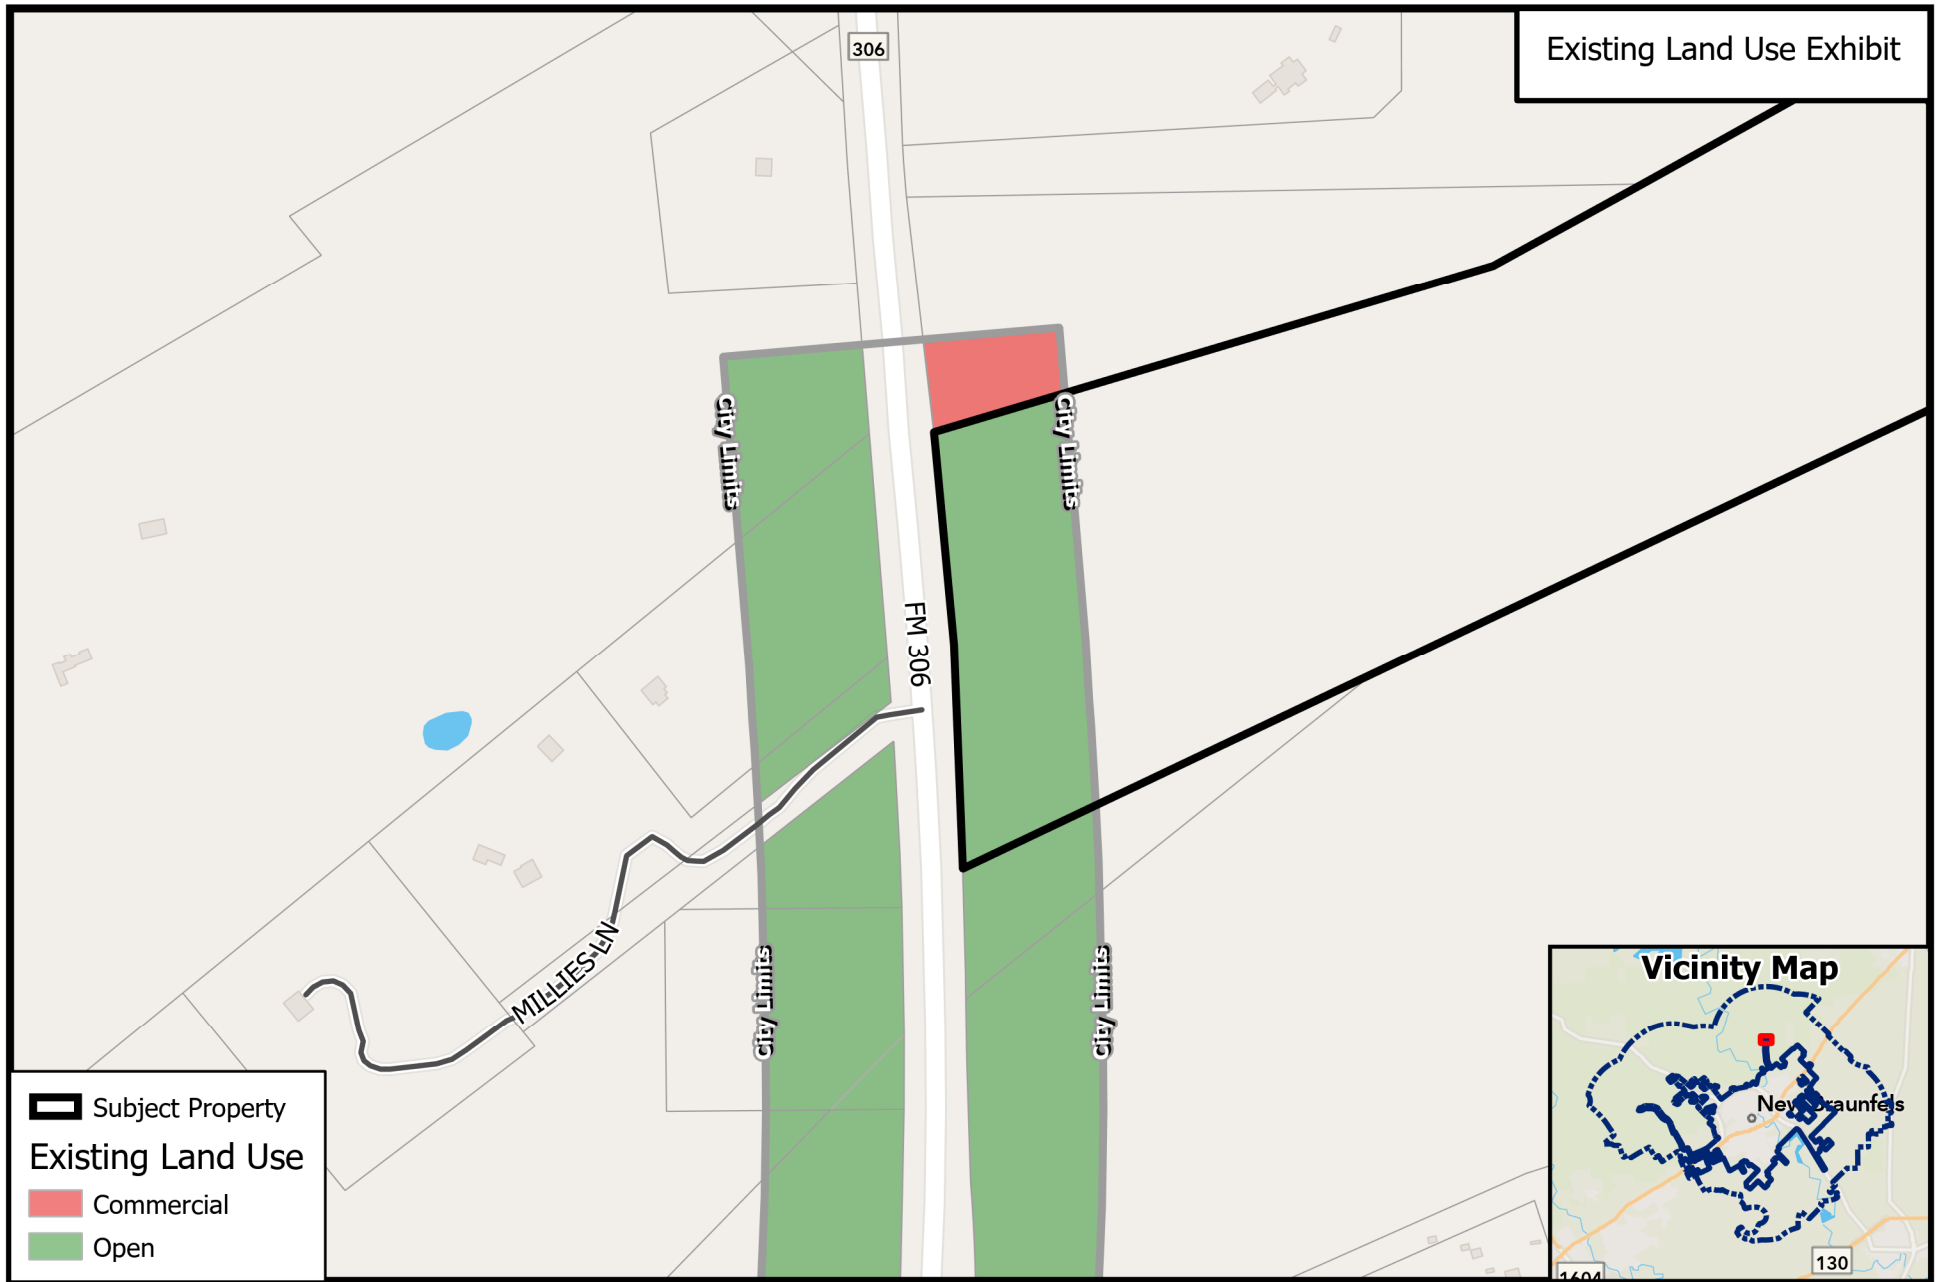 306
Existing Land Use Exhibit
City Limits
City Limits
FM 306
MILLIES LN
City Limits
City Limits
Subject Property
Existing Land Use
Commercial
Open
Vicinity Map
New Braunfels
130
1604